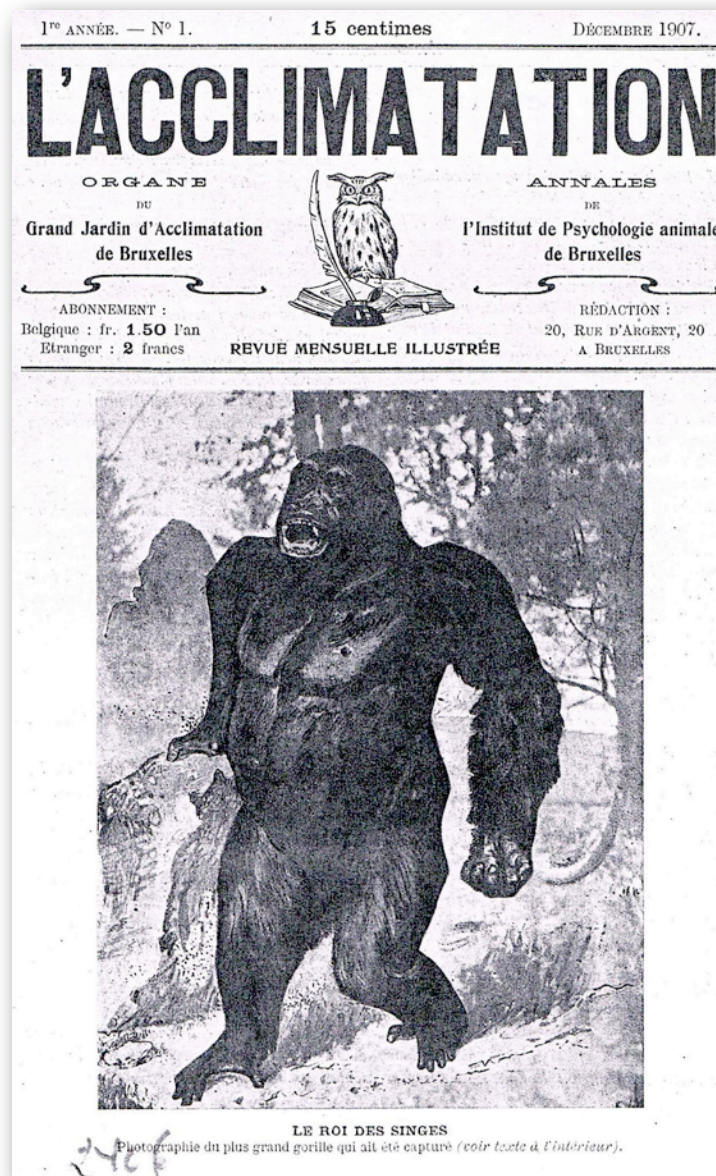 1re ANNÉE. — No 1. 15 centimes DÉCEMBRE 1907.
L'ACCLIMATATION
ORGANE
DU
Grand Jardin d'Acclimatation
de Bruxelles
ANNALES
DE
l'Institut de Psychologie animale
de Bruxelles
ABONNEMENT :
Belgique : fr. 1.50 l'an
Etranger : 2 francs
REVUE MENSUELLE ILLUSTRÉE
RÉDACTION :
20, RUE D'ARGENT, 20
A BRUXELLES
LE ROI DES SINGES
Photographie du plus grand gorille qui ait été capturé (voir texte à l'intérieur).